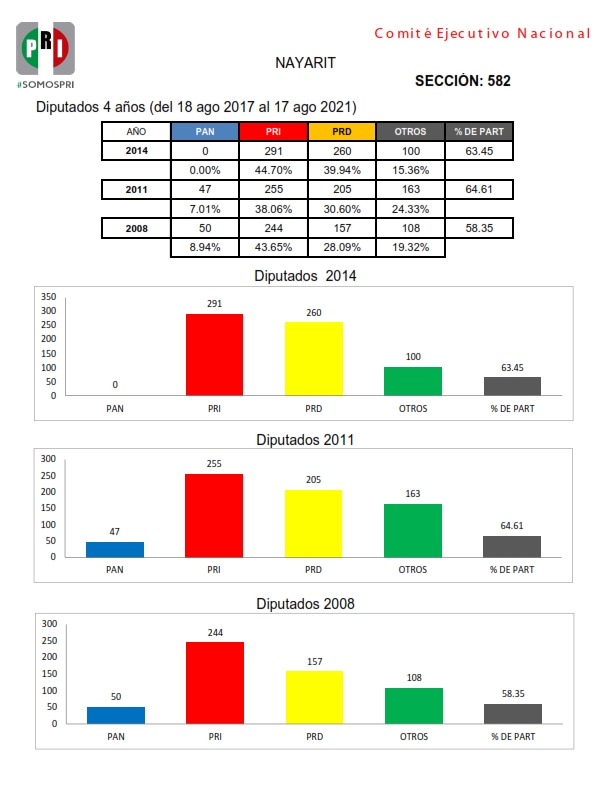 Comité Ejecutivo Nacional
PRI
#SOMOSPRI
NAYARIT
SECCIÓN: 582
Diputados 4 años (del 18 ago 2017 al 17 ago 2021)
AÑO PAN PRI PRD OTROS % DE PART
2014 0 291 260 100 63.45
0.00% 44.70% 39.94% 15.36%
2011 47 255 205 163 64.61
7.01% 38.06% 30.60% 24.33%
2008 50 244 157 108 58.35
8.94% 43.65% 28.09% 19.32%
Diputados 2014
350
300
250
200
150
100
50
0
0 291 260 100 63.45
PAN PRI PRD OTROS % DE PART
Diputados 2011
300
250
200
150
100
50
0
47 255 205 163 64.61
PAN PRI PRD OTROS % DE PART
Diputados 2008
300
250
200
150
100
50
0
50 244 157 108 58.35
PAN PRI PRD OTROS % DE PART